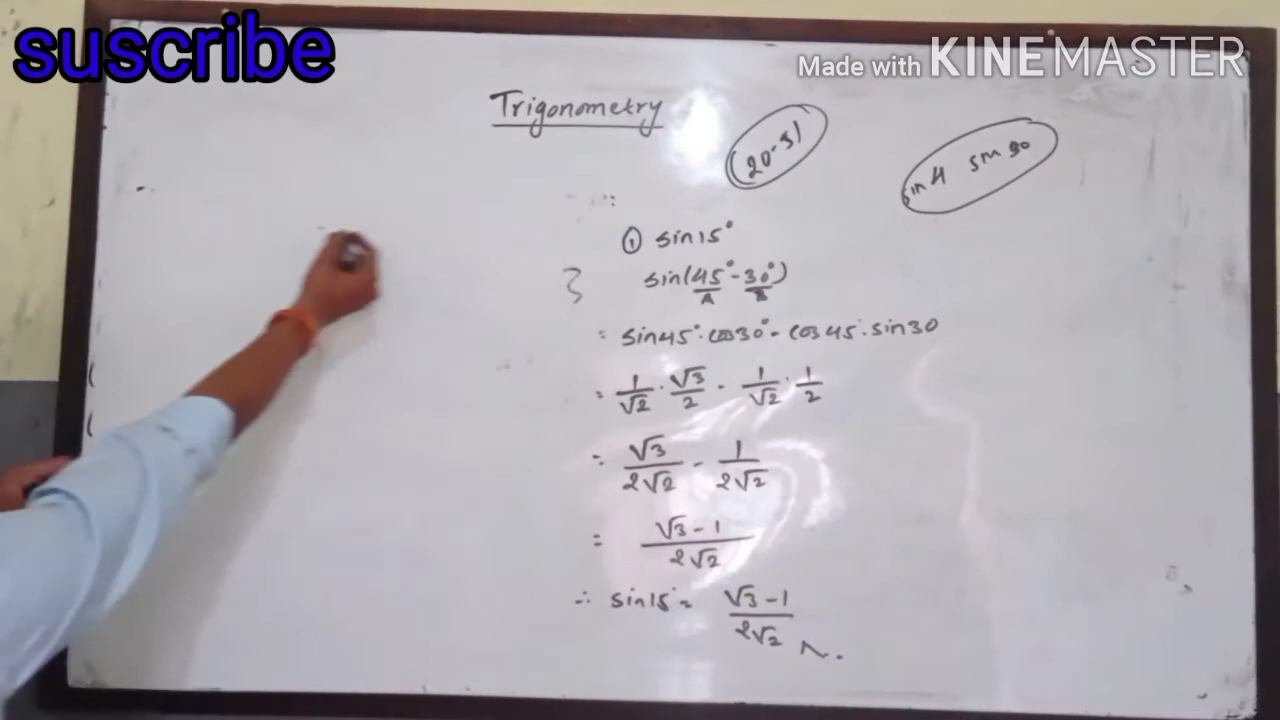 suscribe
Made with KINEMASTER
Trigonometry
(20-5)
sin 4 sin 30
① sin15°
sin(45°-30°)
A B
= sin45°.cos30° - cos45°.sin30
= 1/√2 . √3/2 - 1/√2 . 1/2
= √3/2√2 - 1/2√2
= √3-1/2√2
∴ sin15 = √3-1/2√2